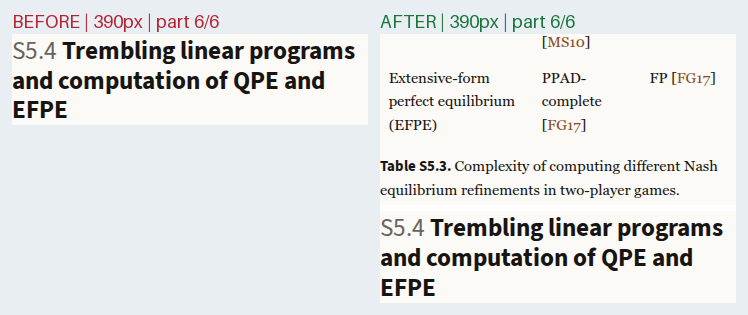 BEFORE | 390px | part 6/6
S5.4 Trembling linear programs
and computation of QPE and
EFPE
AFTER | 390px | part 6/6
[MS10]
Extensive-form PPAD- FP [FG17]
perfect equilibrium complete
(EFPE) [FG17]
Table S5.3. Complexity of computing different Nash
equilibrium refinements in two-player games.
S5.4 Trembling linear programs
and computation of QPE and
EFPE